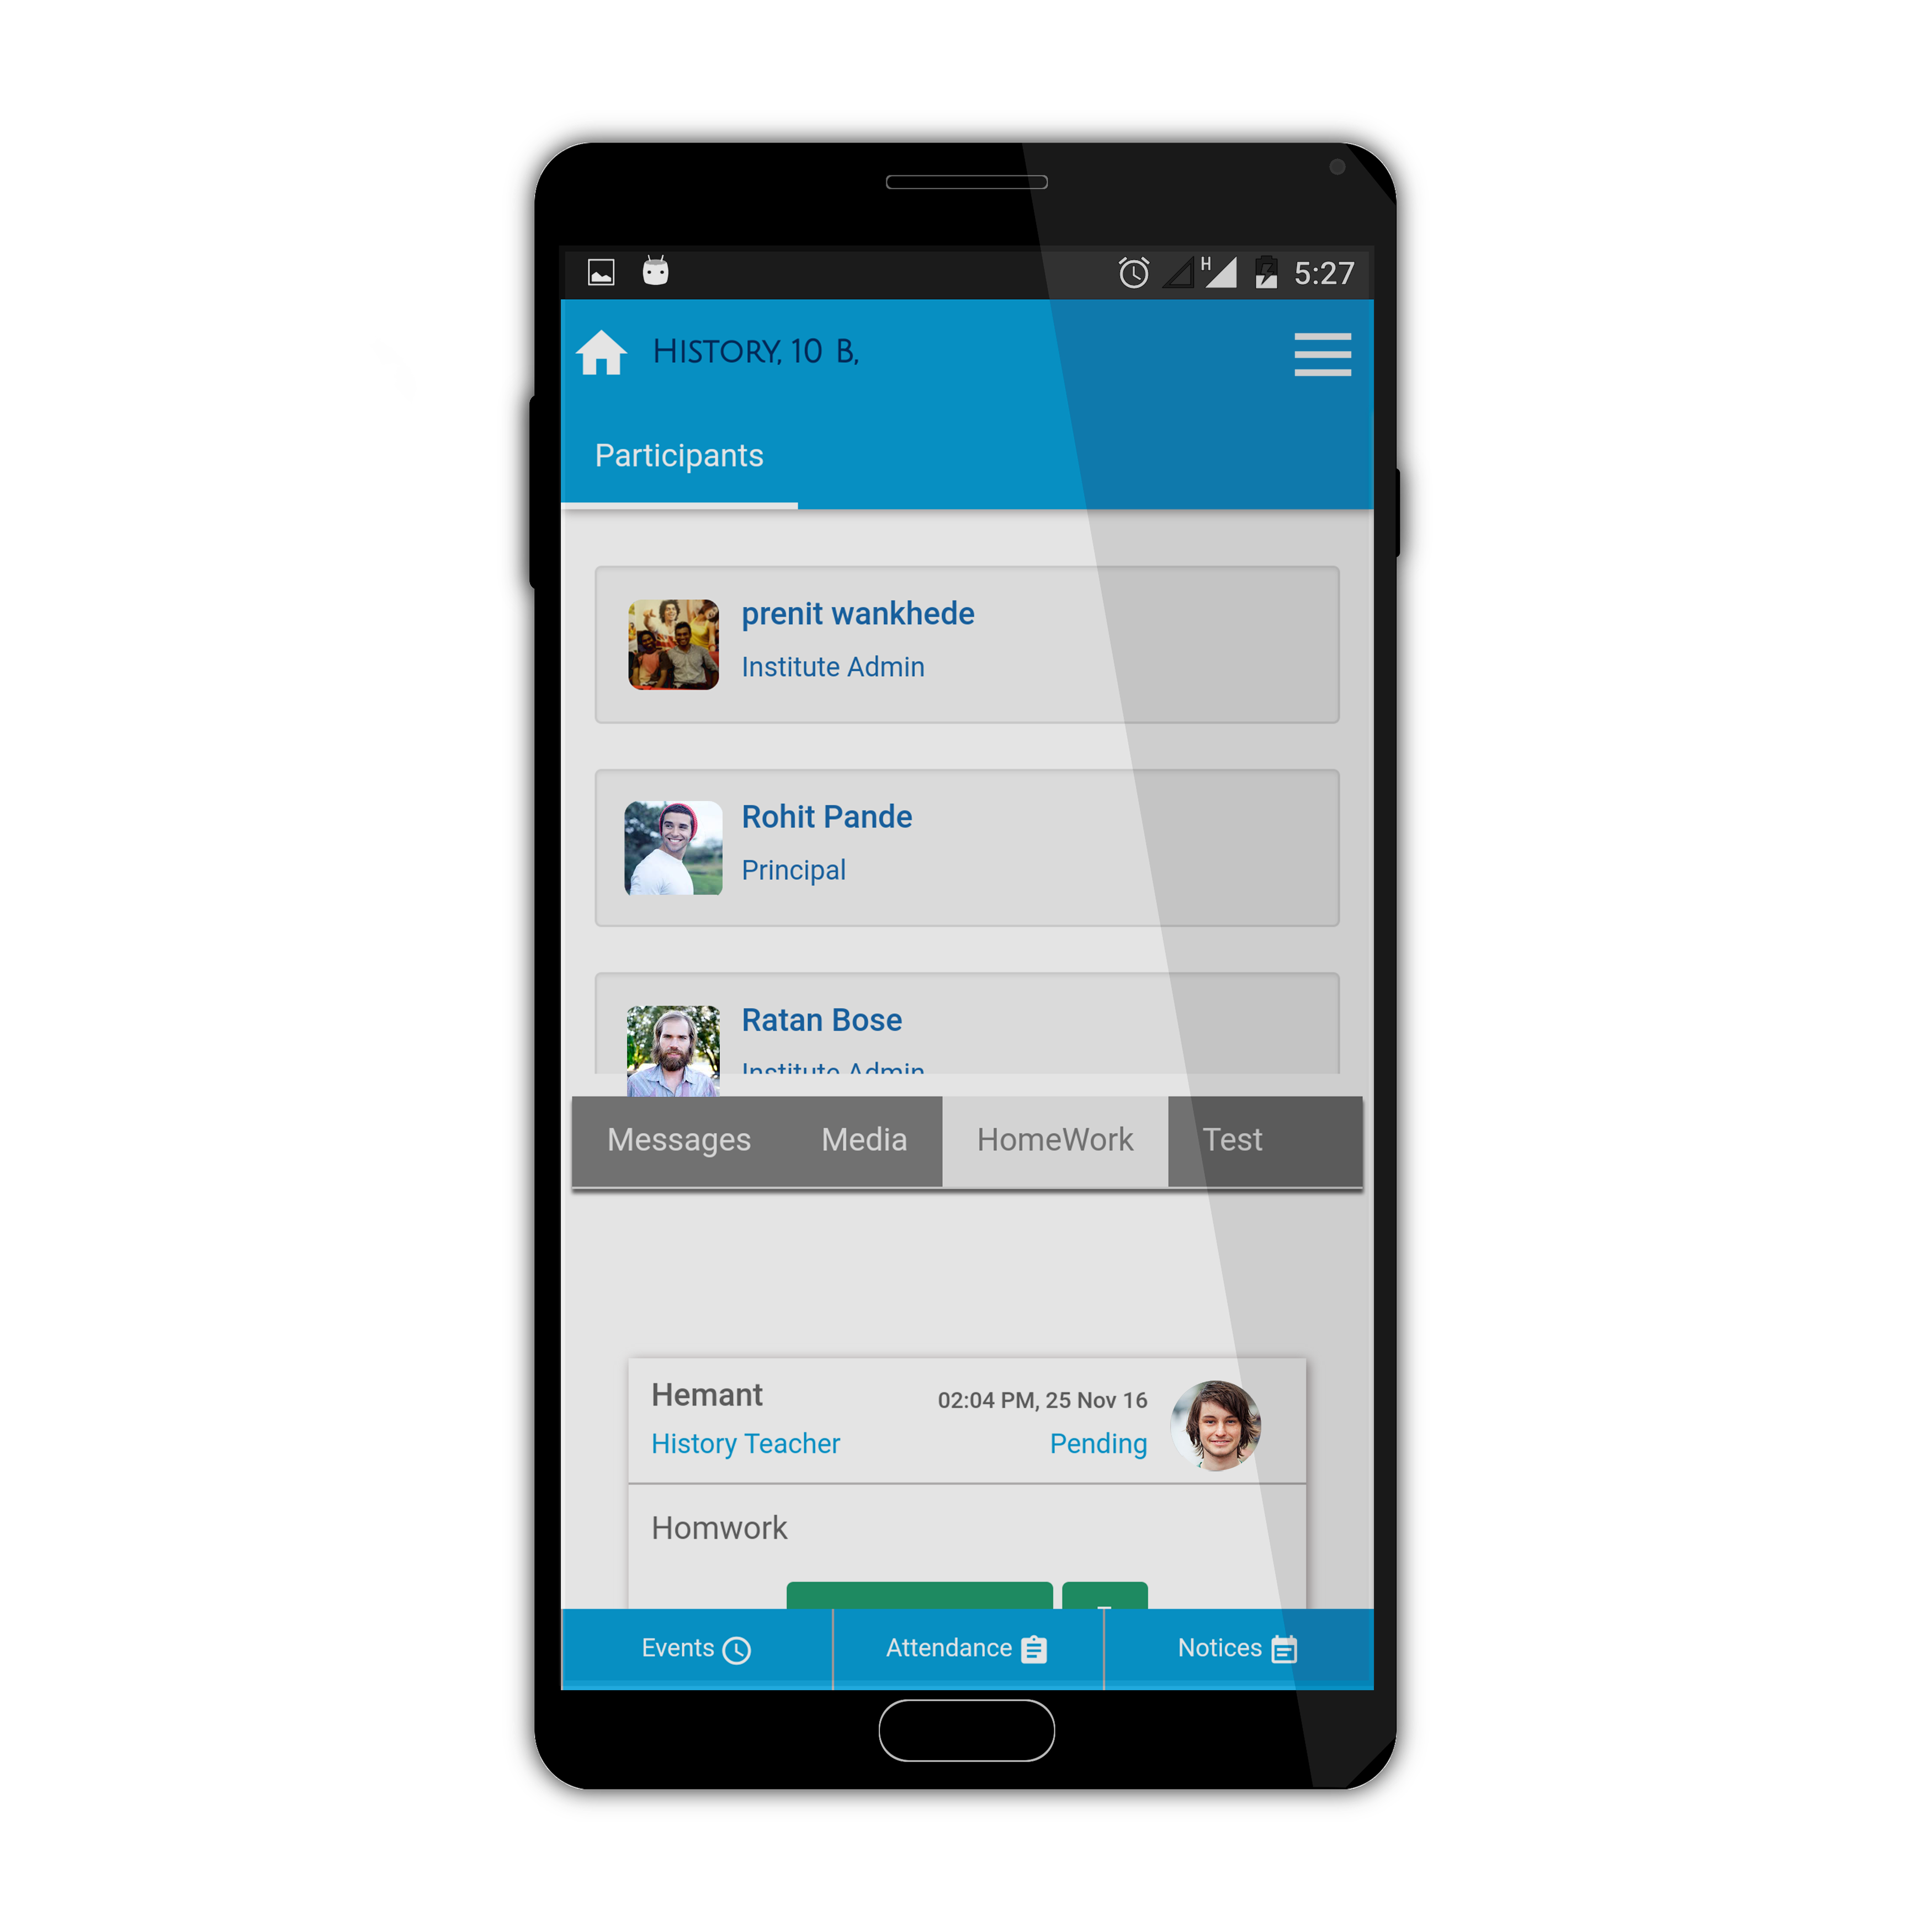 H
5:27
HISTORY, 10 B,
Participants
prenit wankhede
Institute Admin
Rohit Pande
Principal
Ratan Bose
Institute Admin
Messages Media HomeWork Test
Hemant 02:04 PM, 25 Nov 16
History Teacher Pending
Homwork
Events Attendance Notices